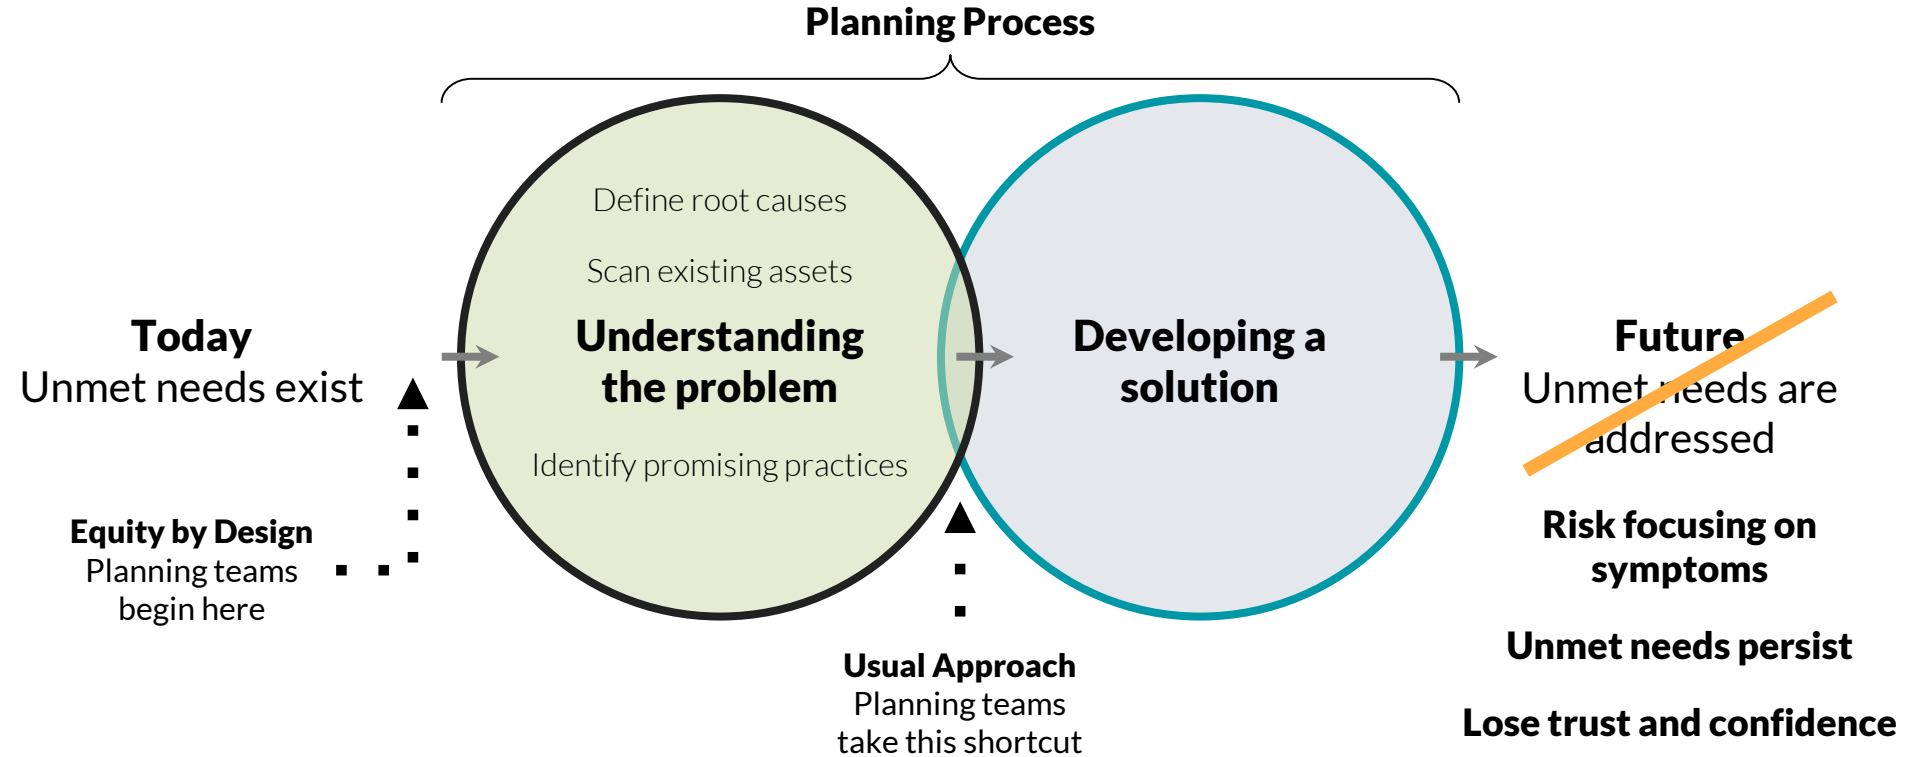 Planning Process
Today
Unmet needs exist
Equity by Design
Planning teams
begin here
Define root causes
Scan existing assets
Understanding
the problem
Identify promising practices
Usual Approach
Planning teams
take this shortcut
Developing a
solution
Future
Unmet needs are
addressed
Risk focusing on
symptoms
Unmet needs persist
Lose trust and confidence